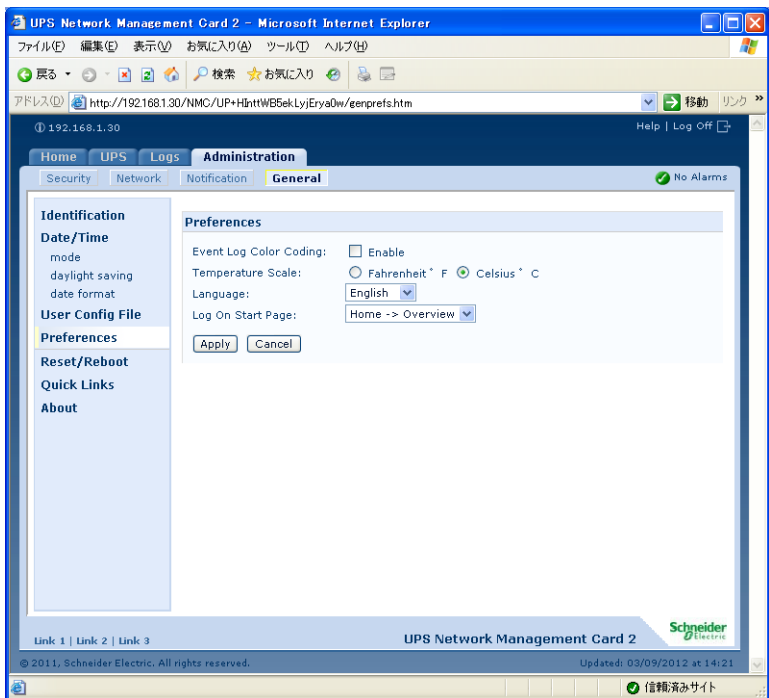 UPS Network Management Card 2 - Microsoft Internet Explorer
ファイル(F) 編集(E) 表示(V) お気に入り(A) ツール(T) ヘルプ(H)
戻る 検索 お気に入り
アドレス(D) http://192.168.1.30/NMC/UP+HInttWB5ekLyjErya0w/genprefs.htm 移動 リンク »
192.168.1.30 Help | Log Off
Home UPS Logs Administration
Security Network Notification General No Alarms
Identification
Date/Time
mode
daylight saving
date format
User Config File
Preferences
Reset/Reboot
Quick Links
About
Preferences
Event Log Color Coding: Enable
Temperature Scale: Fahrenheit° F Celsius° C
Language: English
Log On Start Page: Home -> Overview
Apply Cancel
Link 1 | Link 2 | Link 3 UPS Network Management Card 2 Schneider Electric
© 2011, Schneider Electric. All rights reserved. Updated: 03/09/2012 at 14:21
信頼済みサイト